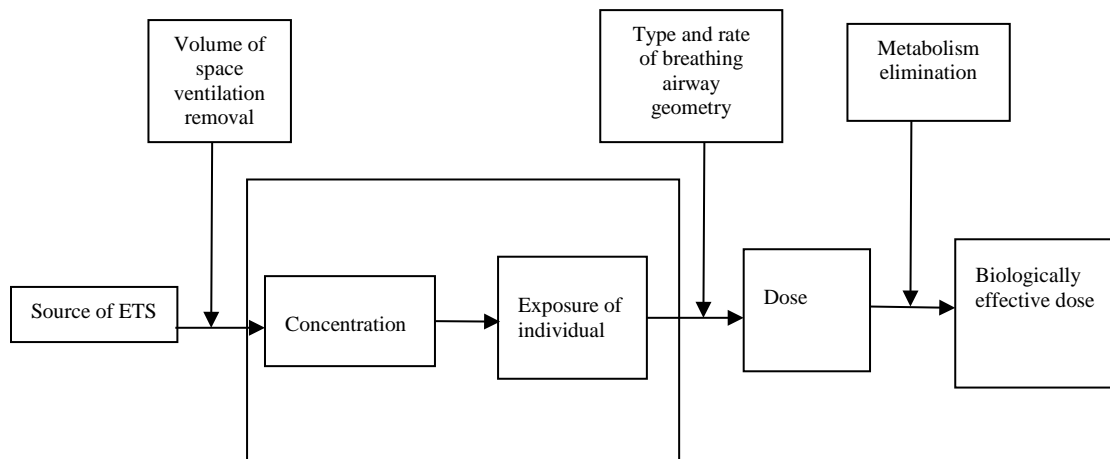 Volume of
space
ventilation
removal
Type and rate
of breathing
airway
geometry
Metabolism
elimination
Source of ETS
Concentration
Exposure of
individual
Dose
Biologically
effective dose